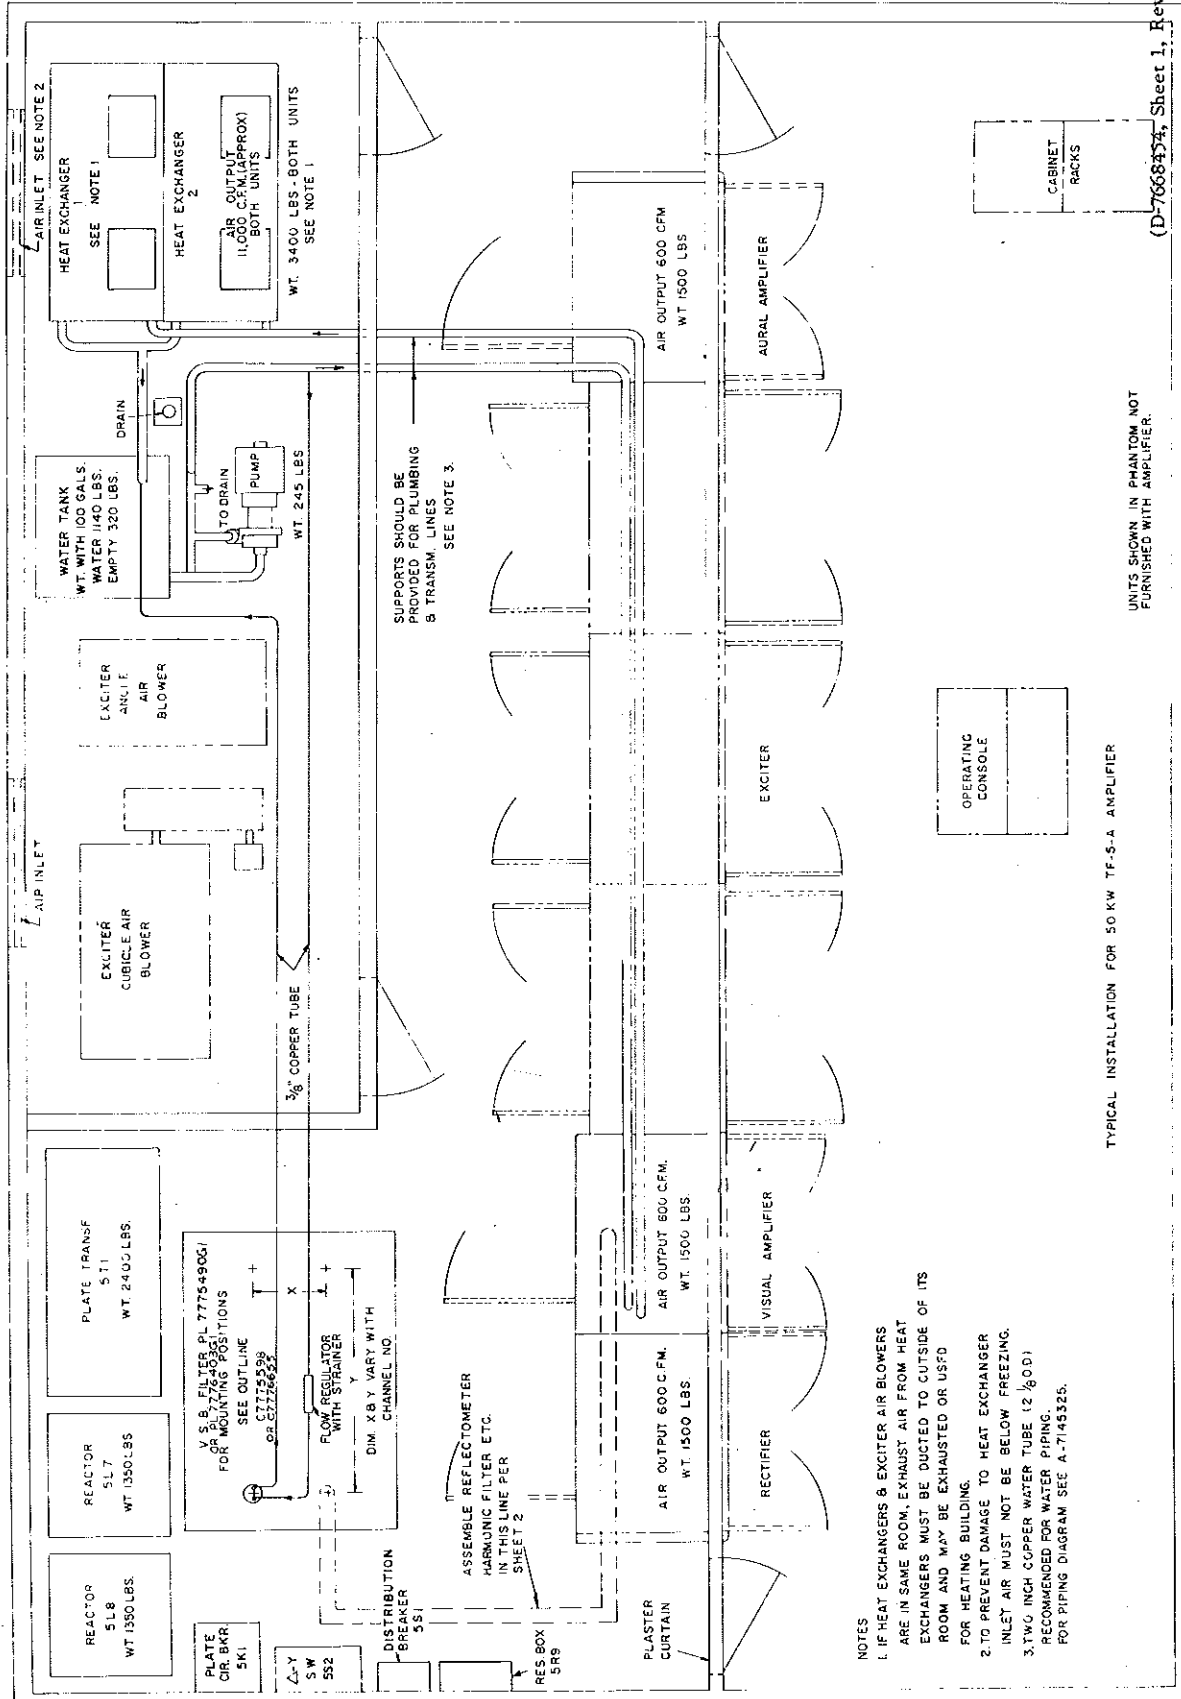 REACTOR
5L8
WT 1350 LBS.
REACTOR
5L7
WT 1350 LBS
PLATE TRANSF
5T1
WT. 2400 LBS.
AIR INLET
EXCITER
CUBICLE AIR
BLOWER
EXCITER
AIR
BLOWER
WATER TANK
WT. WITH 100 GALS.
WATER 1140 LBS.
EMPTY 320 LBS.
DRAIN
AIR INLET SEE NOTE 2
HEAT EXCHANGER
1
SEE NOTE 1
HEAT EXCHANGER
2
AIR OUTPUT
11,000 C.F.M.(APPROX)
BOTH UNITS
WT. 3400 LBS - BOTH UNITS
SEE NOTE 1
TO DRAIN
PUMP
WT. 245 LBS
PLATE
CIR. BKR.
5K1
Δ-Y
SW
5S2
DISTRIBUTION
BREAKER
5S1
RES. BOX
5R9
V.S.B. FILTER PL 7775490G1
OR PL 7776403G1
FOR MOUNTING POSITIONS
SEE OUTLINE
C7775598
OR C7776655
X
FLOW REGULATOR
WITH STRAINER
Y
DIM. X & Y VARY WITH
CHANNEL NO.
3/8" COPPER TUBE
SUPPORTS SHOULD BE
PROVIDED FOR PLUMBING
& TRANSM. LINES
SEE NOTE 3.
ASSEMBLE REFLECTOMETER
HARMONIC FILTER ETC.
IN THIS LINE PER
SHEET 2
PLASTER
CURTAIN
AIR OUTPUT 600 C.F.M.
WT. 1500 LBS.
AIR OUTPUT 600 C.F.M.
WT. 1500 LBS.
AIR OUTPUT 600 CFM
WT 1500 LBS
RECTIFIER
VISUAL AMPLIFIER
EXCITER
AURAL AMPLIFIER
OPERATING
CONSOLE
CABINET
RACKS
NOTES
1. IF HEAT EXCHANGERS & EXCITER AIR BLOWERS
ARE IN SAME ROOM, EXHAUST AIR FROM HEAT
EXCHANGERS MUST BE DUCTED TO OUTSIDE OF ITS
ROOM AND MAY BE EXHAUSTED OR USED
FOR HEATING BUILDING.
2. TO PREVENT DAMAGE TO HEAT EXCHANGER
INLET AIR MUST NOT BE BELOW FREEZING.
3. TWO INCH COPPER WATER TUBE (2 1/8 O.D.)
RECOMMENDED FOR WATER PIPING.
FOR PIPING DIAGRAM SEE A-7145325.
UNITS SHOWN IN PHANTOM NOT
FURNISHED WITH AMPLIFIER.
TYPICAL INSTALLATION FOR 50 KW TF-5-A AMPLIFIER
(D-7668454, Sheet 1, Rev